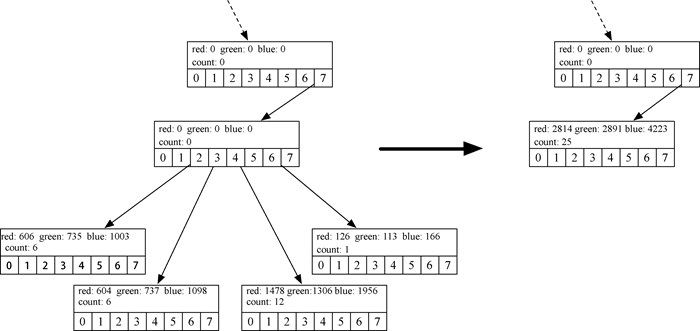 red: 0 green: 0 blue: 0
count: 0
0 1 2 3 4 5 6 7
red: 0 green: 0 blue: 0
count: 0
0 1 2 3 4 5 6 7
red: 0 green: 0 blue: 0
count: 0
0 1 2 3 4 5 6 7
red: 2814 green: 2891 blue: 4223
count: 25
0 1 2 3 4 5 6 7
red: 606 green: 735 blue: 1003
count: 6
0 1 2 3 4 5 6 7
red: 126 green: 113 blue: 166
count: 1
0 1 2 3 4 5 6 7
red: 604 green: 737 blue: 1098
count: 6
0 1 2 3 4 5 6 7
red: 1478 green:1306 blue: 1956
count: 12
0 1 2 3 4 5 6 7